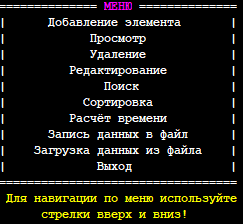 МЕНЮ
Добавление элемента
Просмотр
Удаление
Редактирование
Поиск
Сортировка
Расчёт времени
Запись данных в файл
Загрузка данных из файла
Выход
Для навигации по меню используйте
стрелки вверх и вниз!